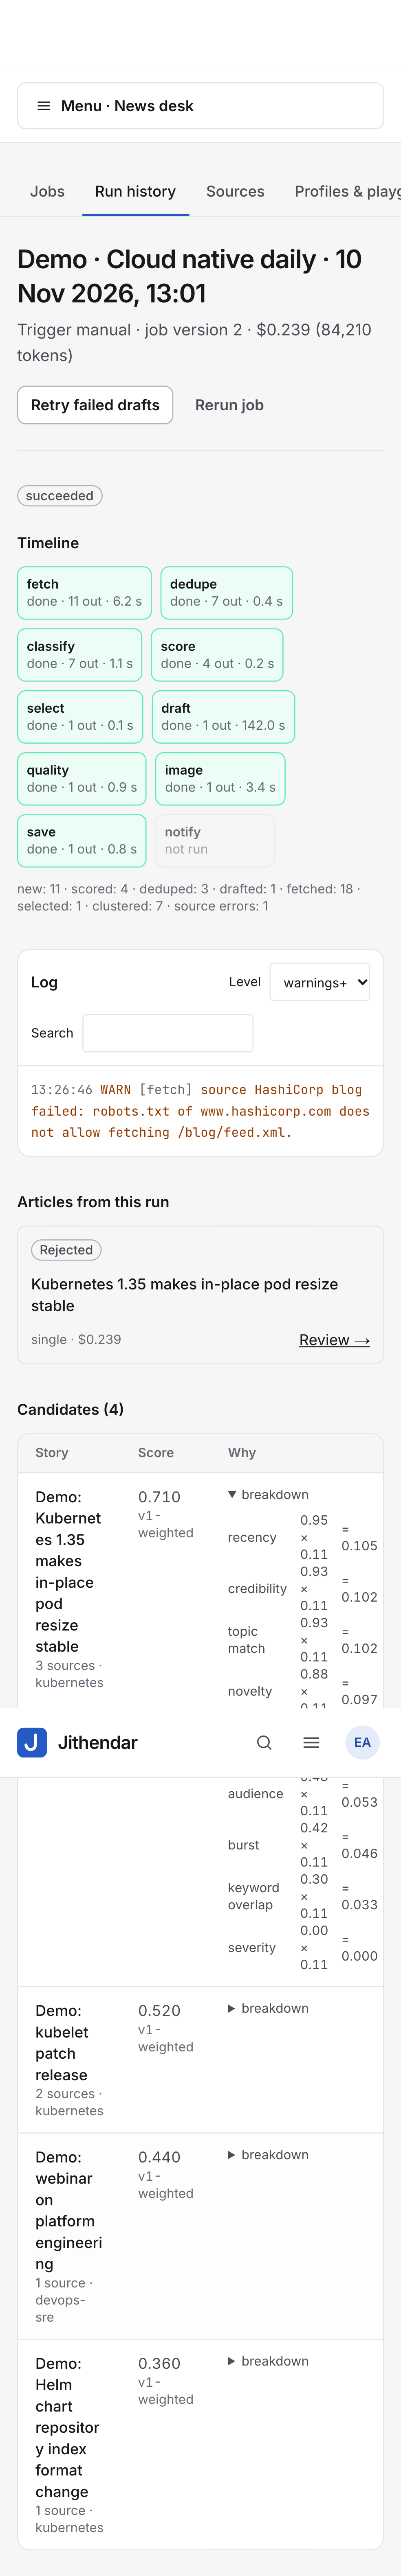 Menu · News desk
Jobs Run history Sources Profiles & playg
Demo · Cloud native daily · 10
Nov 2026, 13:01
Trigger manual · job version 2 · $0.239 (84,210
tokens)
Retry failed drafts Rerun job
succeeded
Timeline
fetch
done · 11 out · 6.2 s
dedupe
done · 7 out · 0.4 s
classify
done · 7 out · 1.1 s
score
done · 4 out · 0.2 s
select
done · 1 out · 0.1 s
draft
done · 1 out · 142.0 s
quality
done · 1 out · 0.9 s
image
done · 1 out · 3.4 s
save
done · 1 out · 0.8 s
notify
not run
new: 11 · scored: 4 · deduped: 3 · drafted: 1 · fetched: 18 ·
selected: 1 · clustered: 7 · source errors: 1
Log
Level warnings+
Search
13:26:46 WARN [fetch] source HashiCorp blog
failed: robots.txt of www.hashicorp.com does
not allow fetching /blog/feed.xml.
Articles from this run
Rejected
Kubernetes 1.35 makes in-place pod resize
stable
single · $0.239
Review →
Candidates (4)
Story Score Why
Demo:
Kubernet
es 1.35
makes
in-place
pod
resize
stable
3 sources ·
kubernetes
0.710
v1-
weighted
▼ breakdown
recency
0.95
×
0.11
=
0.105
credibility
0.93
×
0.11
=
0.102
topic
match
0.93
×
0.11
=
0.102
novelty
0.88
×
0.11
=
0.097
J Jithendar
EA
audience
0.48
×
0.11
=
0.053
burst
0.42
×
0.11
=
0.046
keyword
overlap
0.30
×
0.11
=
0.033
severity
0.00
×
0.11
=
0.000
Demo:
kubelet
patch
release
2 sources ·
kubernetes
0.520
v1-
weighted
▶ breakdown
Demo:
webinar
on
platform
engineeri
ng
1 source ·
devops-
sre
0.440
v1-
weighted
▶ breakdown
Demo:
Helm
chart
repositor
y index
format
change
1 source ·
kubernetes
0.360
v1-
weighted
▶ breakdown